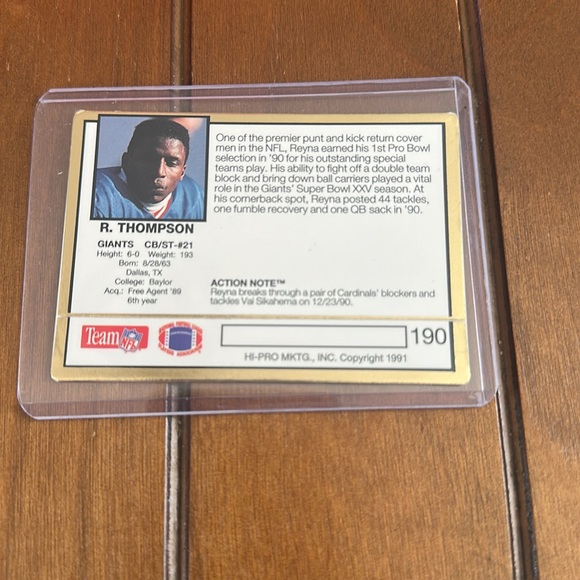 One of the premier punt and kick return cover
men in the NFL, Reyna earned his 1st Pro Bowl
selection in '90 for his outstanding special
teams play. His ability to fight off a double team
block and bring down ball carriers played a vital
role in the Giants' Super Bowl XXV season. At
his cornerback spot, Reyna posted 44 tackles,
one fumble recovery and one QB sack in '90.
R. THOMPSON
GIANTS CB/ST-#21
Height: 6-0 Weight: 193
Born: 8/28/63
Dallas, TX
College: Baylor
Acq.: Free Agent '89
6th year
ACTION NOTE™
Reyna breaks through a pair of Cardinals' blockers and
tackles Vai Sikahema on 12/23/90.
Team NFL
190
HI-PRO MKTG., INC. Copyright 1991